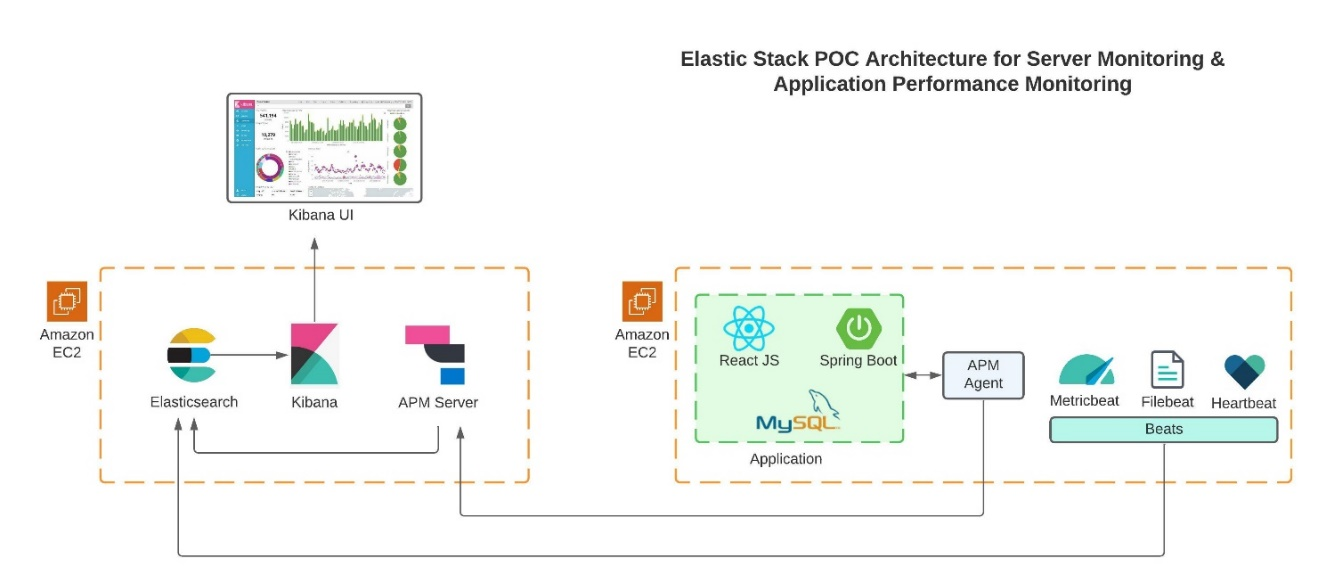 Elastic Stack POC Architecture for Server Monitoring &
Application Performance Monitoring
Kibana UI
Amazon
EC2
Elasticsearch
Kibana
APM Server
Amazon
EC2
React JS
Spring Boot
MySQL
Application
APM
Agent
Metricbeat
Filebeat
Heartbeat
Beats